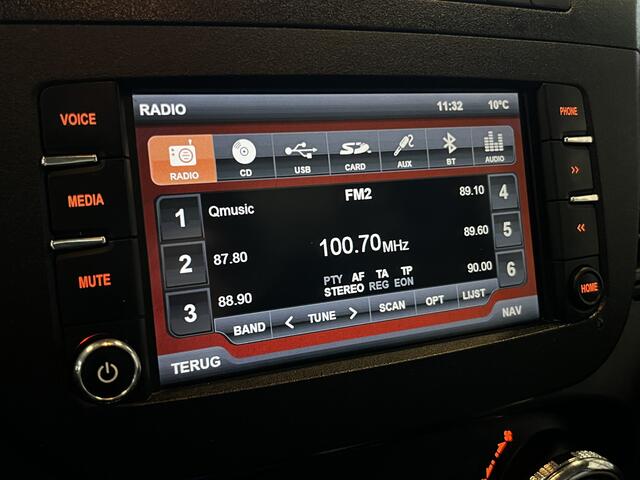 VOICE
MEDIA
MUTE
RADIO 11:32 10°C
RADIO CD USB CARD AUX BT AUDIO
FM2
1 Qmusic 89.10 4
2 87.80 100.70MHz 89.60 5
3 88.90 90.00 6
PTY AF TA TP
STEREO REG EON
BAND < TUNE > SCAN OPT LIJST
TERUG NAV
PHONE
>>
<<
HOME